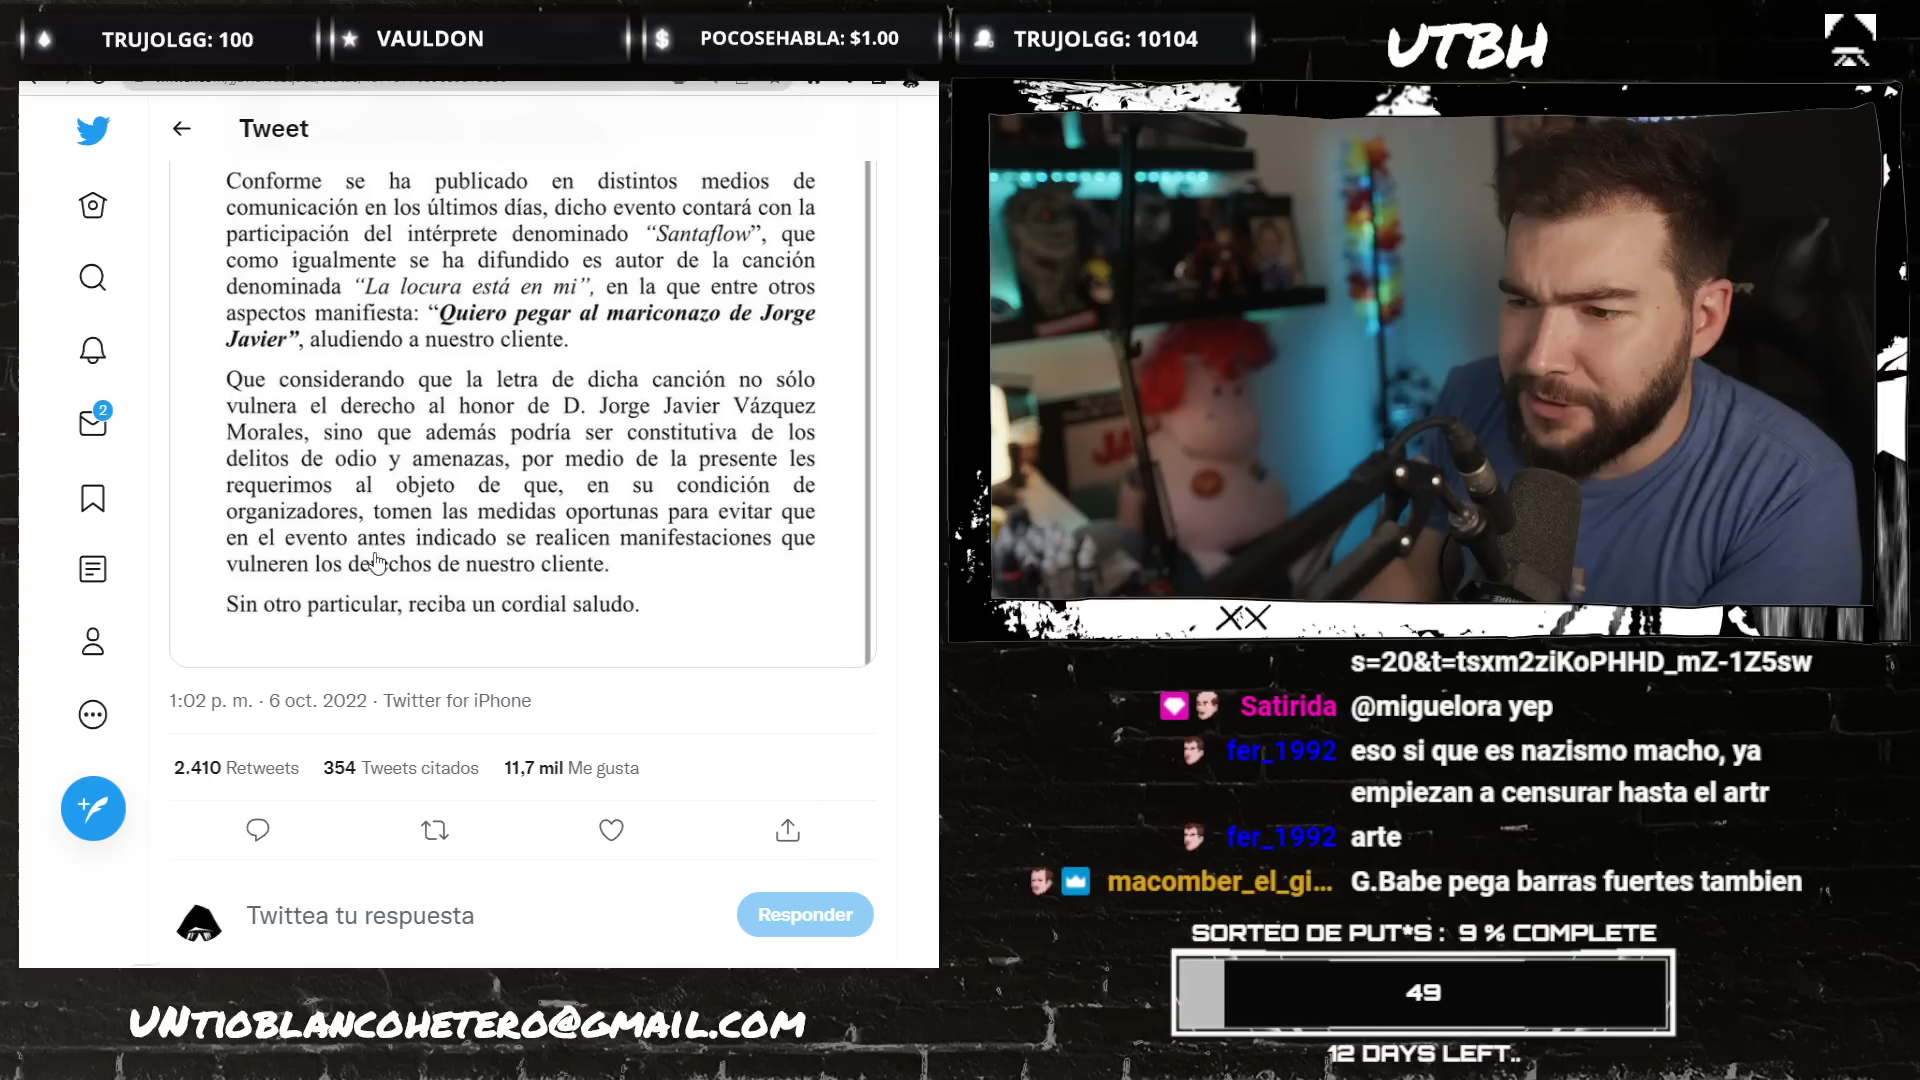 TRUJOLGG: 100
VAULDON
POCOSEHABLA: $1.00
TRUJOLGG: 10104
UTBH
Tweet
Conforme se ha publicado en distintos medios de
comunicación en los últimos días, dicho evento contará con la
participación del intérprete denominado “Santaflow”, que
como igualmente se ha difundido es autor de la canción
denominada “La locura está en mi”, en la que entre otros
aspectos manifiesta: “Quiero pegar al mariconazo de Jorge
Javier”, aludiendo a nuestro cliente.
Que considerando que la letra de dicha canción no sólo
vulnera el derecho al honor de D. Jorge Javier Vázquez
Morales, sino que además podría ser constitutiva de los
delitos de odio y amenazas, por medio de la presente les
requerimos al objeto de que, en su condición de
organizadores, tomen las medidas oportunas para evitar que
en el evento antes indicado se realicen manifestaciones que
vulneren los derechos de nuestro cliente.
Sin otro particular, reciba un cordial saludo.
1:02 p. m. · 6 oct. 2022 · Twitter for iPhone
2.410 Retweets 354 Tweets citados 11,7 mil Me gusta
Twittea tu respuesta
Responder
2
XX
s=20&t=tsxm2ziKoPHHD_mZ-1Z5sw
Satirida @miguelora yep
fer_1992 eso si que es nazismo macho, ya
empiezan a censurar hasta el artr
fer_1992 arte
macomber_el_gi... G.Babe pega barras fuertes tambien
SORTEO DE PUT*S : 9 % COMPLETE
49
12 DAYS LEFT..
UNTIOBLANCOHETERO@GMAIL.COM